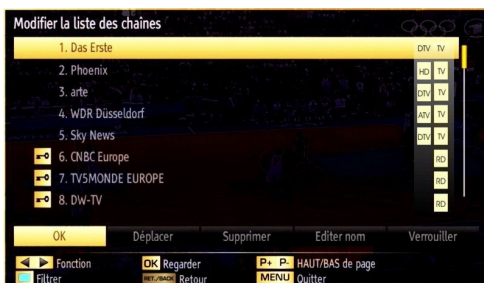 Modifier la liste des chaînes
1. Das Erste DTV TV
2. Phoenix HD TV
3. arte DTV TV
4. WDR Düsseldorf ATV TV
5. Sky News DTV TV
6. CNBC Europe RD
7. TV5MONDE EUROPE RD
8. DW-TV RD
OK Déplacer Supprimer Editer nom Verrouiller
Fonction OK Regarder P+ P- HAUT/BAS de page
Filtrer RET./BACK Retour MENU Quitter